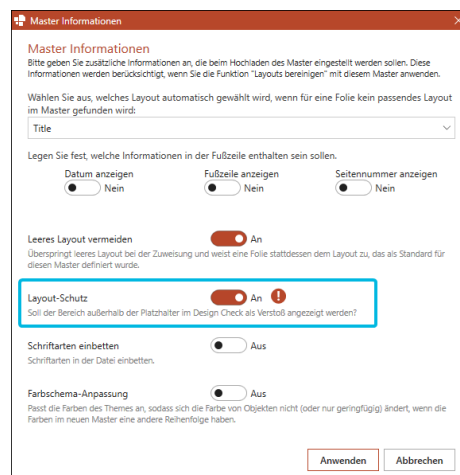 Master Informationen
Master Informationen
Bitte geben Sie zusätzliche Informationen an, die beim Hochladen des Master eingestellt werden sollen. Diese
Informationen werden berücksichtigt, wenn Sie die Funktion "Layouts bereinigen" mit diesem Master anwenden.
Wählen Sie aus, welches Layout automatisch gewählt wird, wenn für eine Folie kein passendes Layout
im Master gefunden wird:
Title
Legen Sie fest, welche Informationen in der Fußzeile enthalten sein sollen.
Datum anzeigen Fußzeile anzeigen Seitennummer anzeigen
Nein Nein Nein
Leeres Layout vermeiden An
Überspringt leeres Layout bei der Zuweisung und weist eine Folie stattdessen dem Layout zu, das als Standard für
diesen Master definiert wurde.
Layout-Schutz An !
Soll der Bereich außerhalb der Platzhalter im Design Check als Verstoß angezeigt werden?
Schriftarten einbetten Aus
Schriftarten in der Datei einbetten.
Farbschema-Anpassung Aus
Passt die Farben des Themes an, sodass sich die Farbe von Objekten nicht (oder nur geringfügig) ändert, wenn die
Farben im neuen Master eine andere Reihenfolge haben.
Anwenden Abbrechen